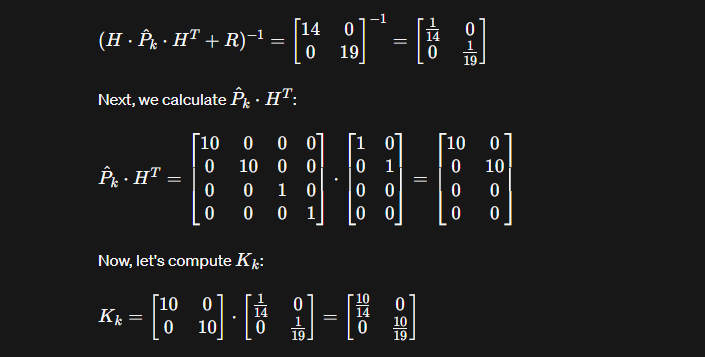 (H · P̂ₖ · Hᵀ + R)⁻¹ = [14 0; 0 19]⁻¹ = [1/14 0; 0 1/19]
Next, we calculate P̂ₖ · Hᵀ:
P̂ₖ · Hᵀ = [10 0 0 0; 0 10 0 0; 0 0 1 0; 0 0 0 1] · [1 0; 0 1; 0 0; 0 0] = [10 0; 0 10; 0 0; 0 0]
Now, let's compute Kₖ:
Kₖ = [10 0; 0 10] · [1/14 0; 0 1/19] = [10/14 0; 0 10/19]